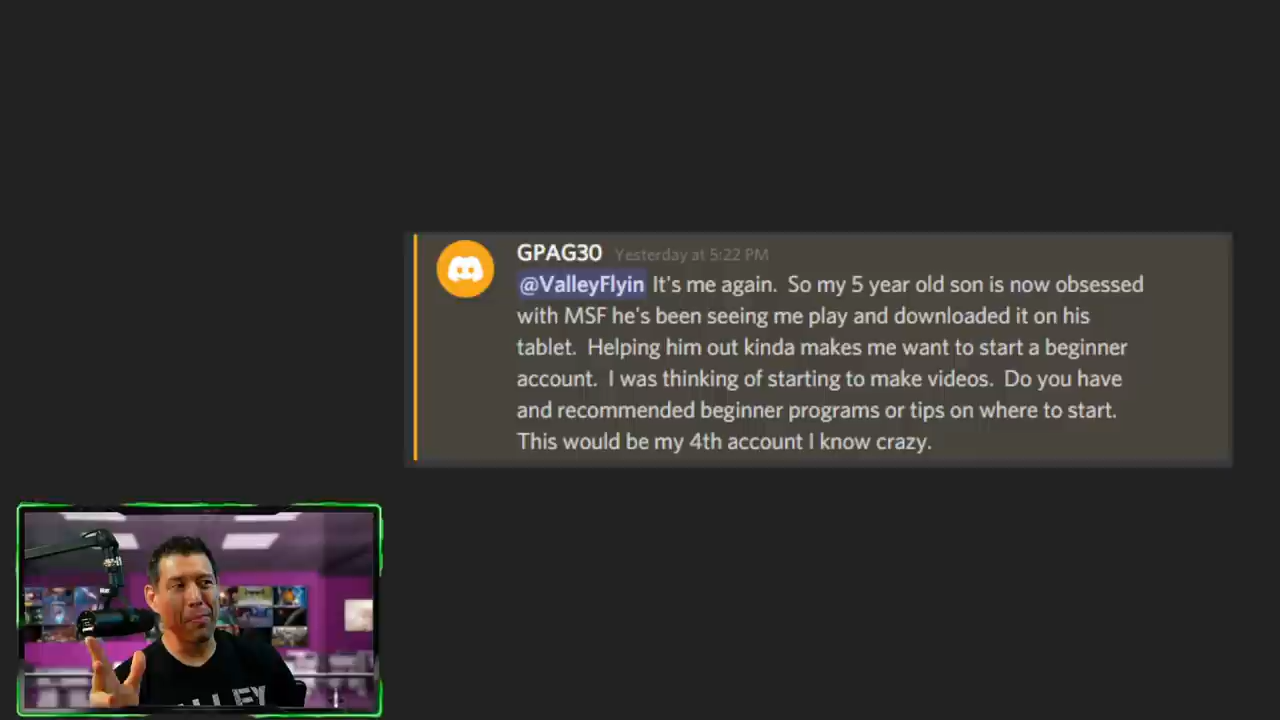 GPAG30 Yesterday at 5:22 PM
@ValleyFlyin It's me again. So my 5 year old son is now obsessed
with MSF he's been seeing me play and downloaded it on his
tablet. Helping him out kinda makes me want to start a beginner
account. I was thinking of starting to make videos. Do you have
and recommended beginner programs or tips on where to start.
This would be my 4th account I know crazy.